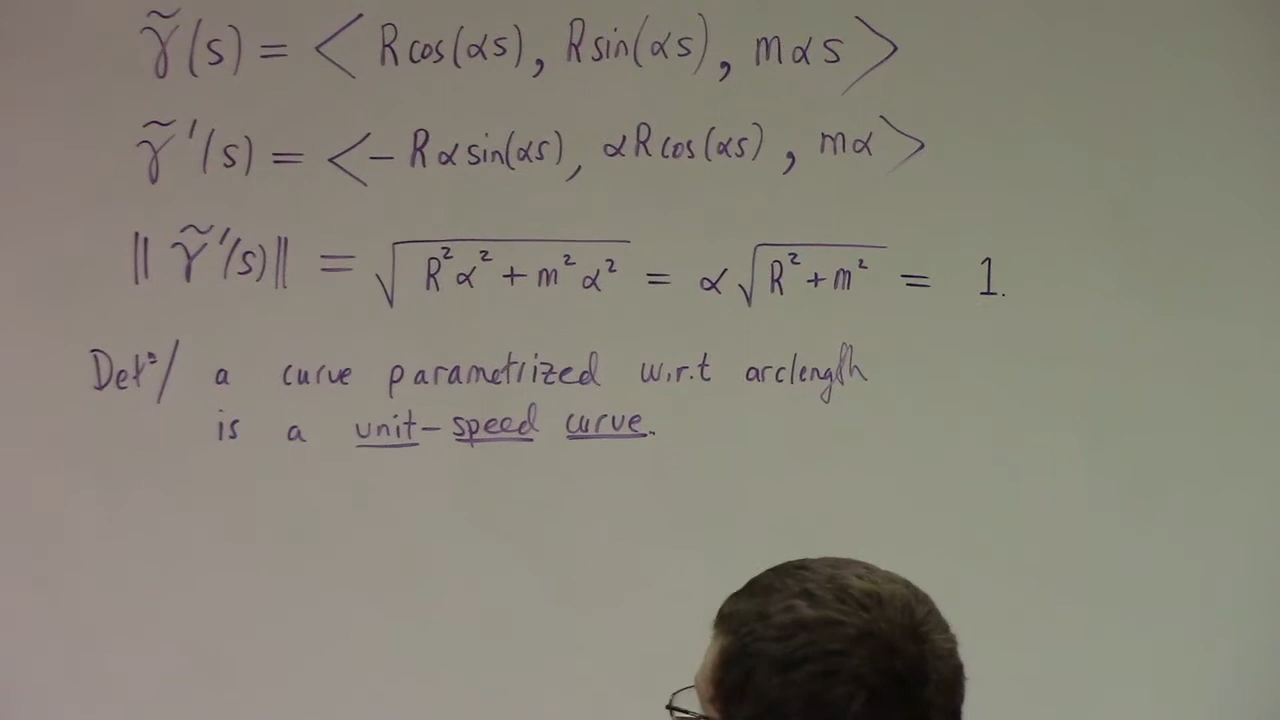 γ̃(s) = < R cos(αs), R sin(αs), mαs >
γ̃'(s) = < -Rα sin(αs), αR cos(αs), mα >
‖ γ̃'(s)‖ = √(R²α² + m²α²) = α√(R² + m²) = 1.
Defⁿ/ a curve parametrized w.r.t arclength
is a unit-speed curve.